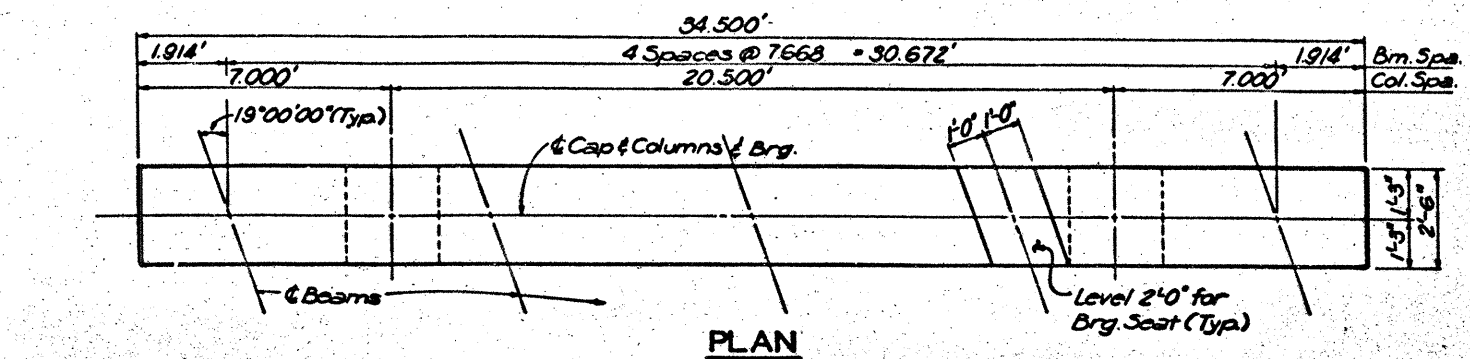 34.500'
1.914' 4 Spaces @ 7.668 = 30.672' 1.914' Bm. Spa.
7.000' 20.500' 7.000' Col. Spa.
19°00'00" (Typ.)
1'-0" 1'-0"
℄ Cap ℄ Columns ℄ Brg.
1'-3" 1'-3"
2'-6"
℄ Beams
Level 2'-0" for
Brg. Seat (Typ.)
PLAN